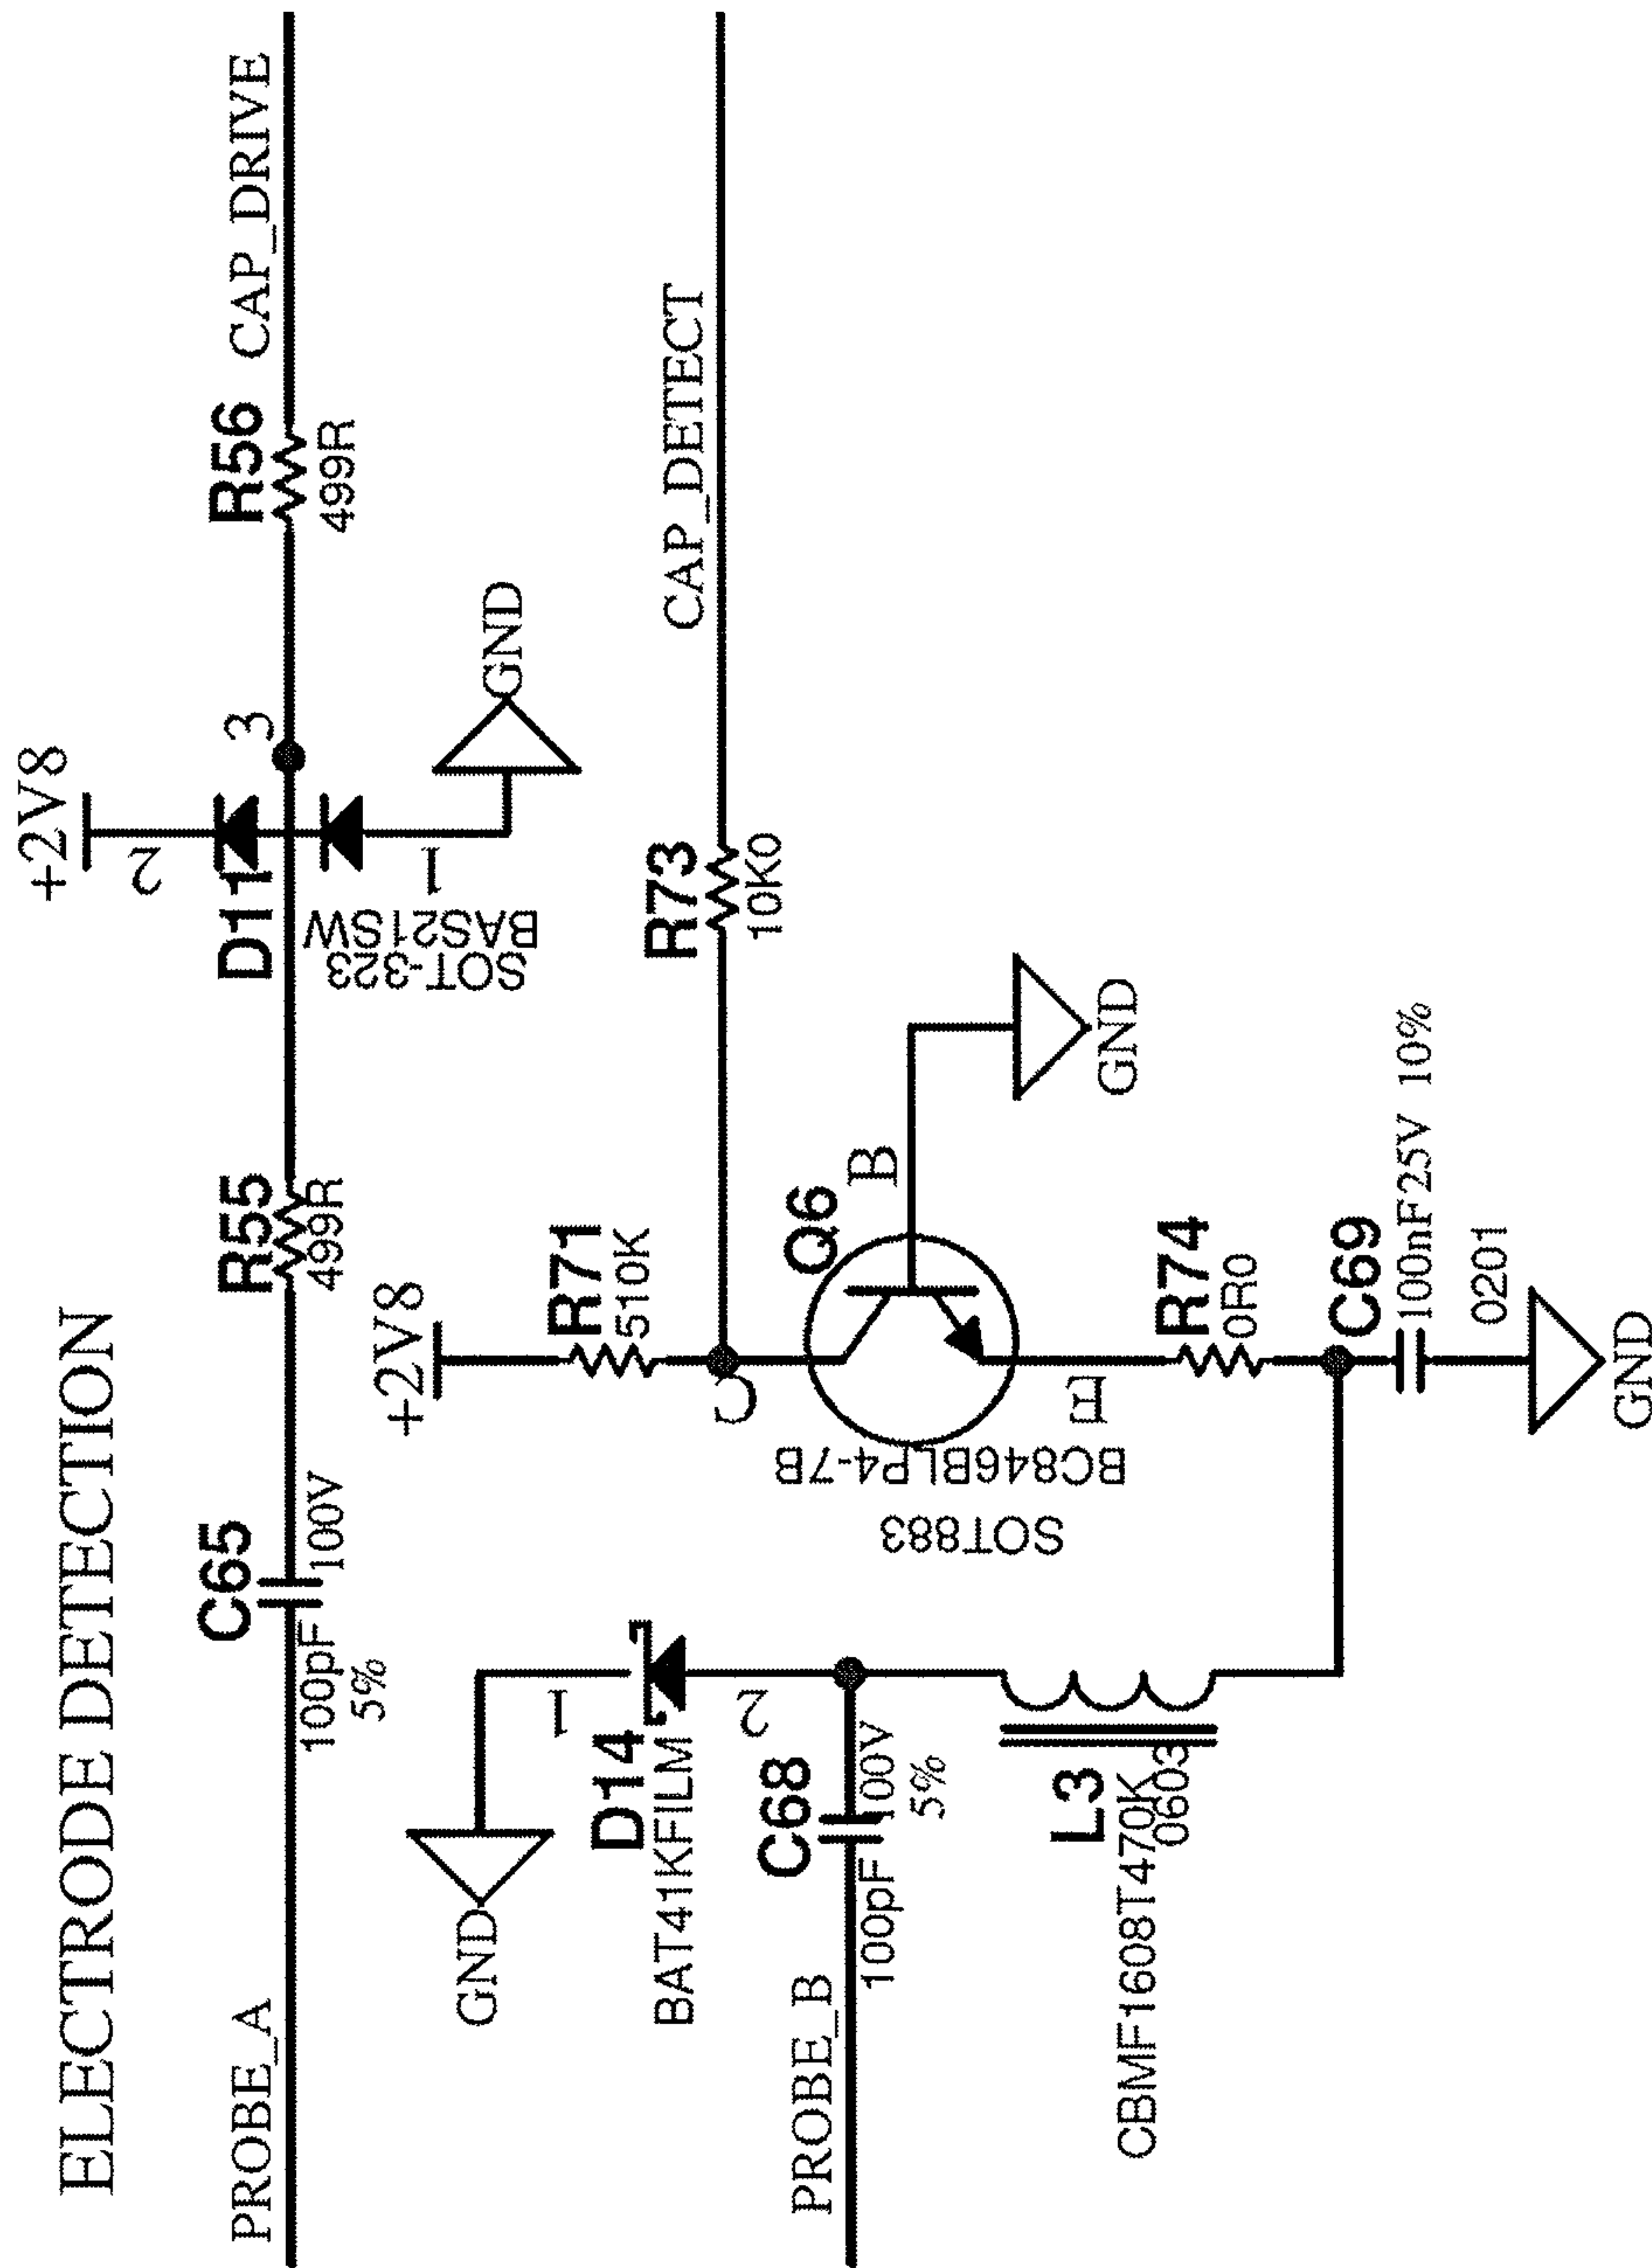 ELECTRODE DETECTION
PROBE_A
C65
100pF
100V
5%
R55
499R
D11
BAS21SW
SOT-323
+2V8
2
3
1
GND
R56
499R
CAP_DRIVE
+2V8
R71
510K
C
R73
10K0
CAP_DETECT
Q6
B
GND
E
BC846BLP4-7B
SOT883
R74
0R0
C69
100nF25V 10%
0201
GND
GND
1
D14
BAT41KFILM
2
PROBE_B
C68
100pF
100V
5%
L3
CBMF1608T470K
0603